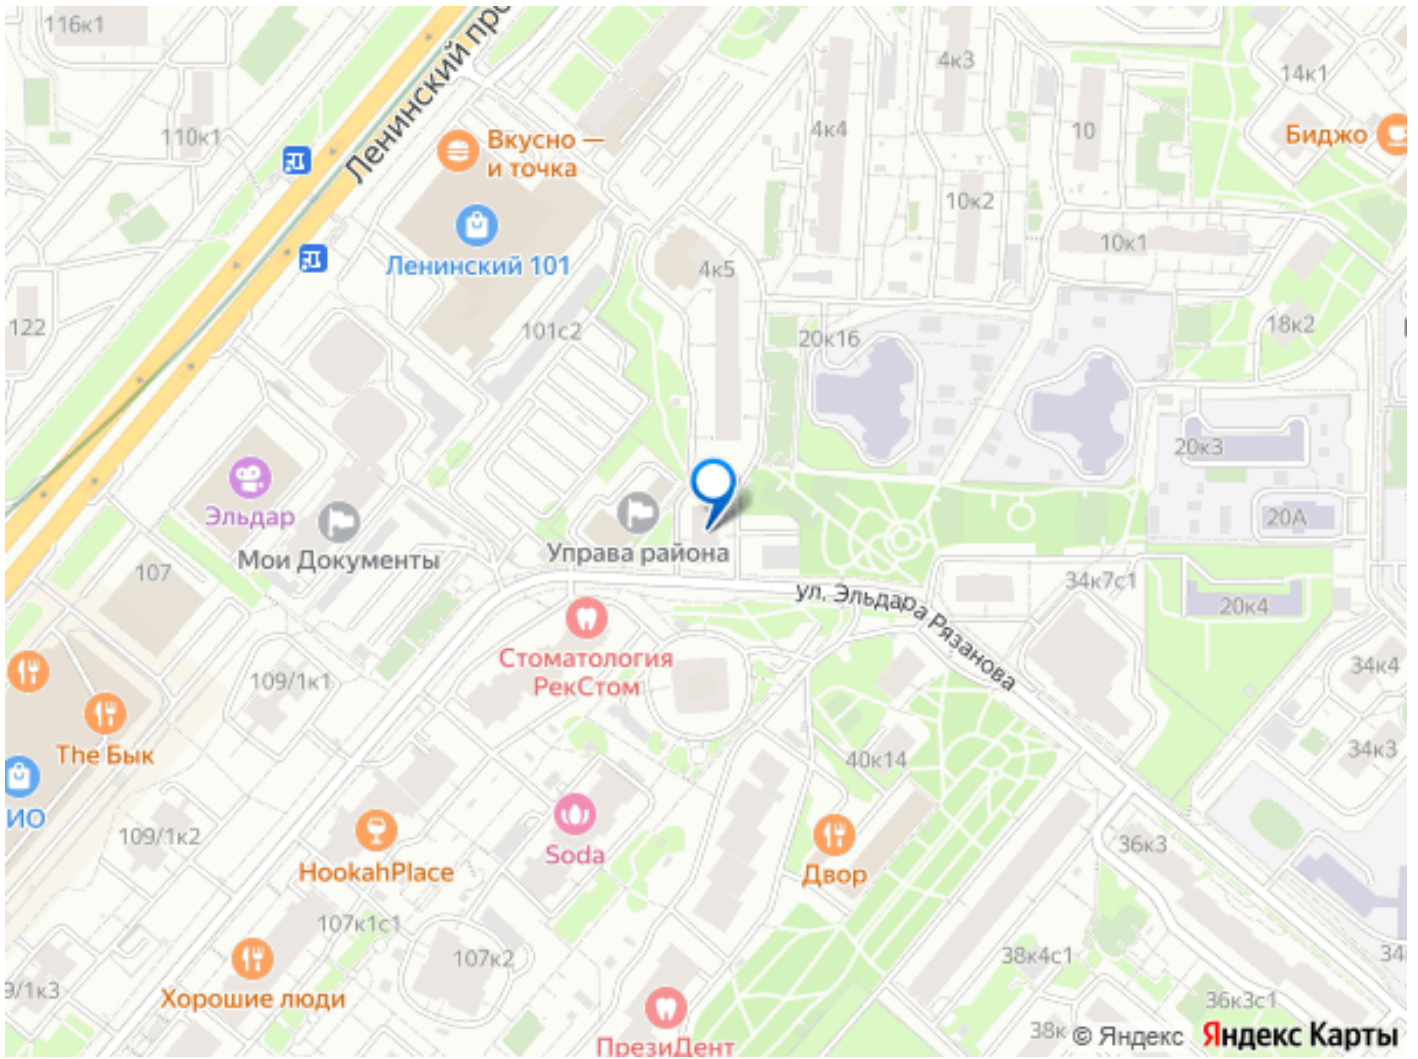 116к1
Ленинский про
4к3
14к1
110к1
Вкусно —
и точка
4к4
10
Биджо
10к2
10к1
Ленинский 101
4к5
122
101с2
20к16
18к2
20к3
Эльдар
20А
Мои Документы
Управа района
107
34к7с1
ул. Эльдара Рязанова
20к4
Стоматология
РекСтом
109/1к1
34к4
The Бык
40к14
34к3
ИО
109/1к2
HookahPlace
Soda
Двор
36к3
107к1с1
107к2
38к4с1
34
9/1к3
Хорошие люди
36к3с1
ПрезиДент
38к
© Яндекс
Яндекс Карты